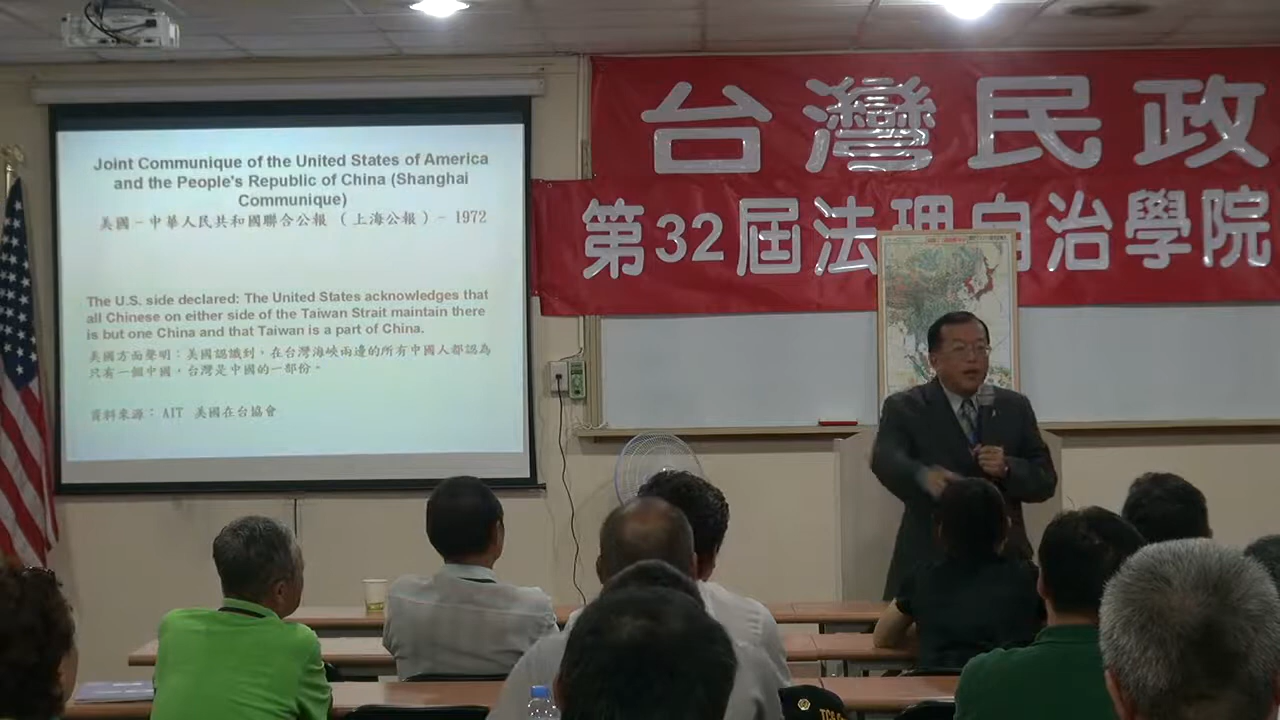 Joint Communique of the United States of America
and the People's Republic of China (Shanghai
Communique)
美國－中華人民共和國聯合公報 （上海公報）－ 1972
The U.S. side declared: The United States acknowledges that
all Chinese on either side of the Taiwan Strait maintain there
is but one China and that Taiwan is a part of China.
美國方面聲明：美國認識到，在台灣海峽兩邊的所有中國人都認為
只有一個中國，台灣是中國的一部份。
資料來源： AIT 美國在台協會
台灣民政
第32屆法理自治學院